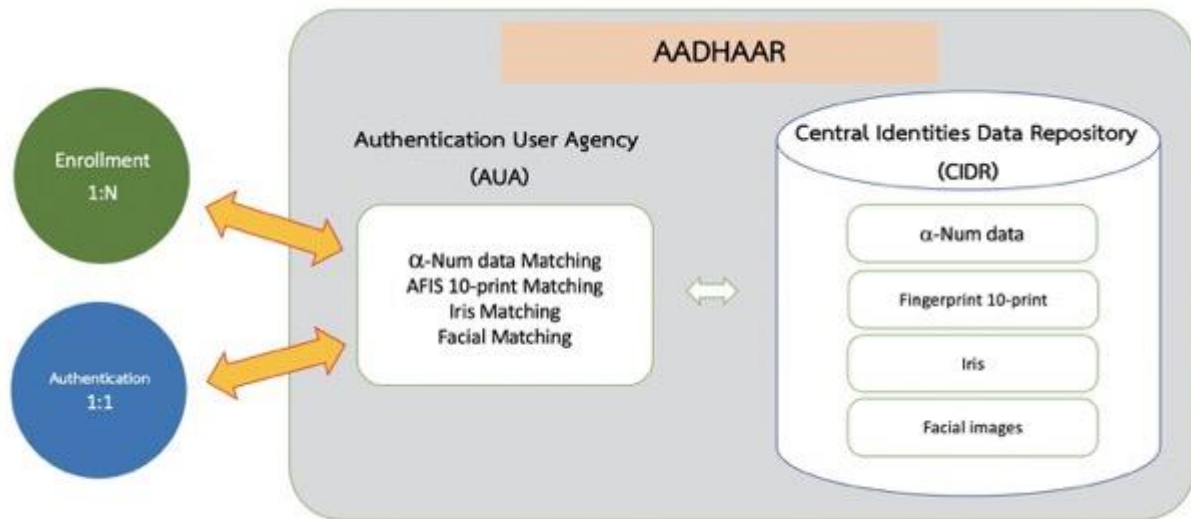 AADHAAR
Enrollment
1:N
Authentication
1:1
Authentication User Agency
(AUA)
α-Num data Matching
AFIS 10-print Matching
Iris Matching
Facial Matching
Central Identities Data Repository
(CIDR)
α-Num data
Fingerprint 10-print
Iris
Facial images